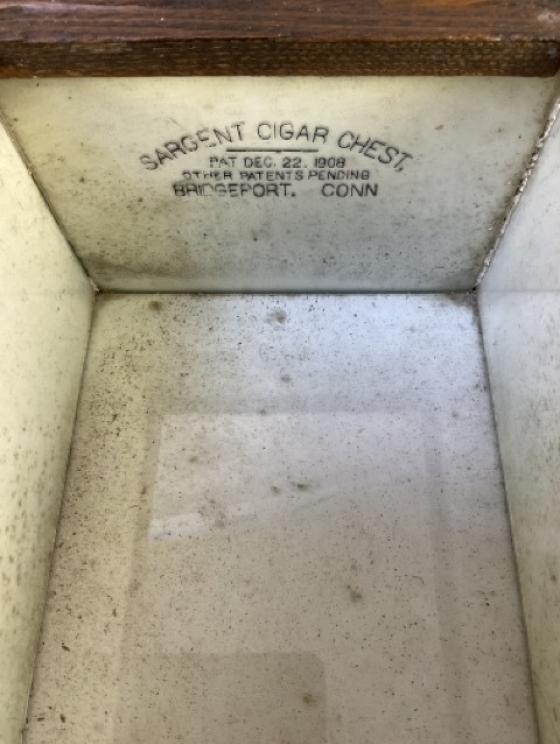 SARGENT CIGAR CHEST,
PAT DEC. 22. 1908
OTHER PATENTS PENDING
BRIDGEPORT. CONN